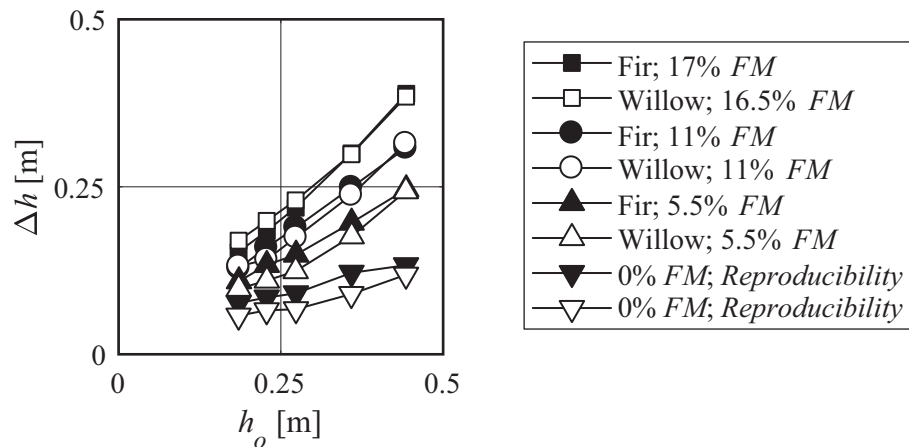 0.5
0.25
0
Δh [m]
0
0.25
0.5
h_o [m]
Fir; 17% FM
Willow; 16.5% FM
Fir; 11% FM
Willow; 11% FM
Fir; 5.5% FM
Willow; 5.5% FM
0% FM; Reproducibility
0% FM; Reproducibility